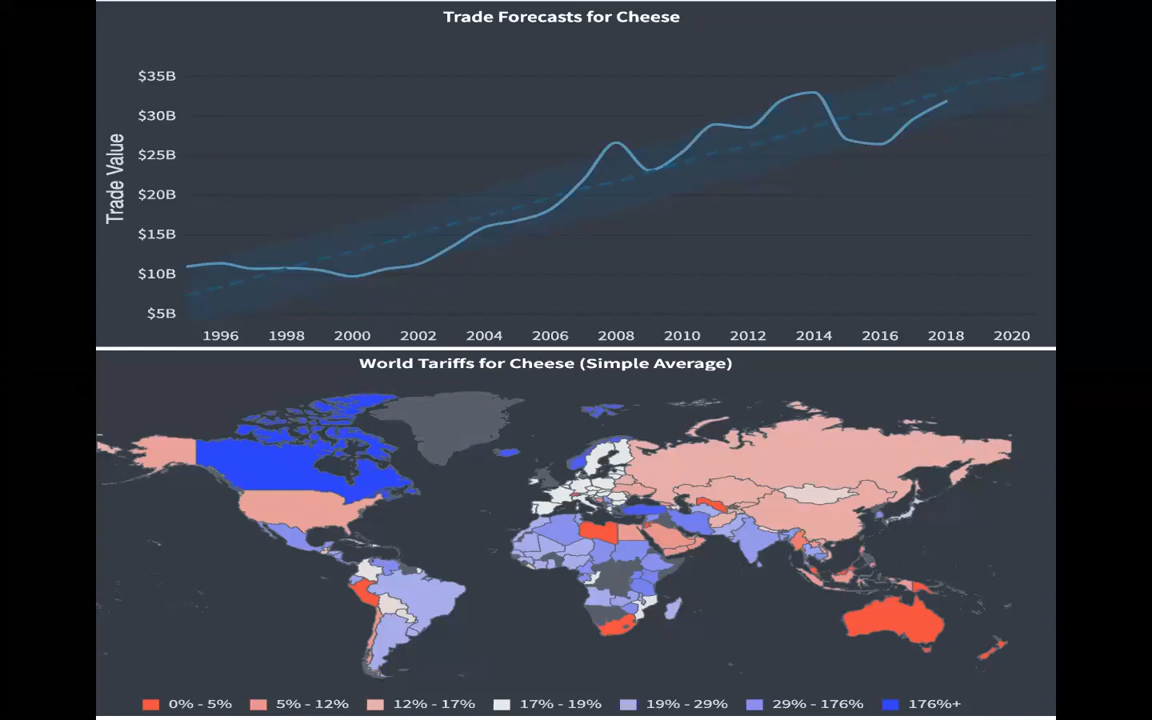 Trade Forecasts for Cheese
$35B
$30B
$25B
$20B
$15B
$10B
$5B
Trade Value
1996 1998 2000 2002 2004 2006 2008 2010 2012 2014 2016 2018 2020
World Tariffs for Cheese (Simple Average)
0% - 5% 5% - 12% 12% - 17% 17% - 19% 19% - 29% 29% - 176% 176%+